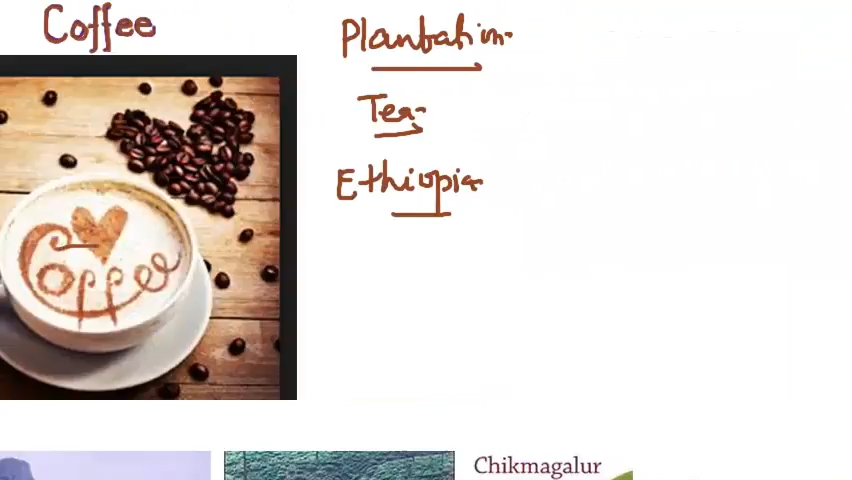 Coffee
Plantation
Tea
Ethiopia
Coffee
Chikmagalur